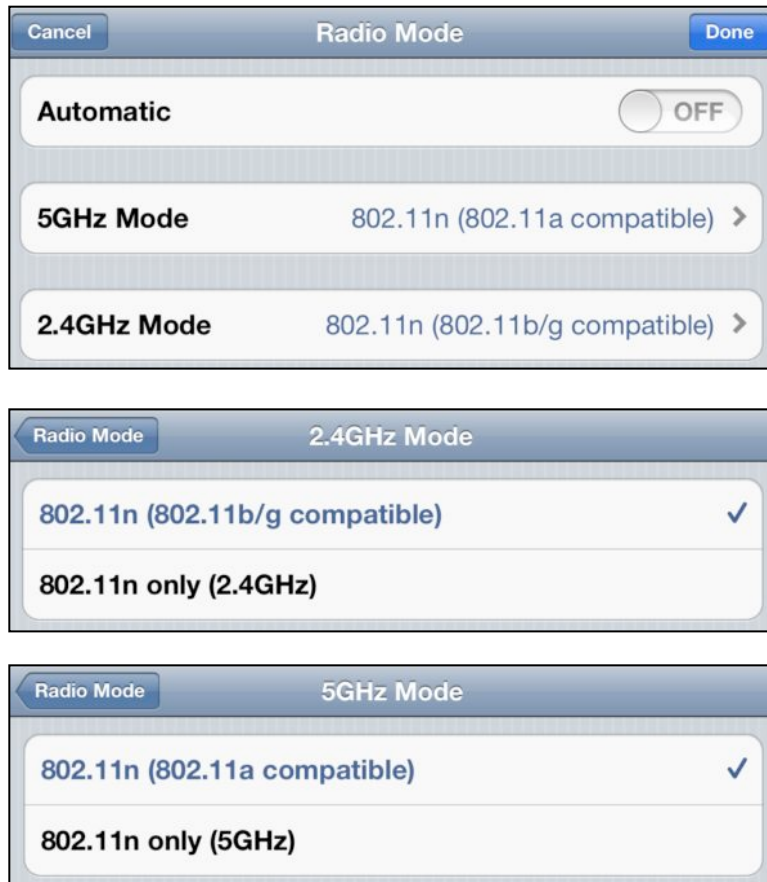 Cancel Radio Mode Done
Automatic OFF
5GHz Mode 802.11n (802.11a compatible)
2.4GHz Mode 802.11n (802.11b/g compatible)
Radio Mode 2.4GHz Mode
802.11n (802.11b/g compatible)
802.11n only (2.4GHz)
Radio Mode 5GHz Mode
802.11n (802.11a compatible)
802.11n only (5GHz)